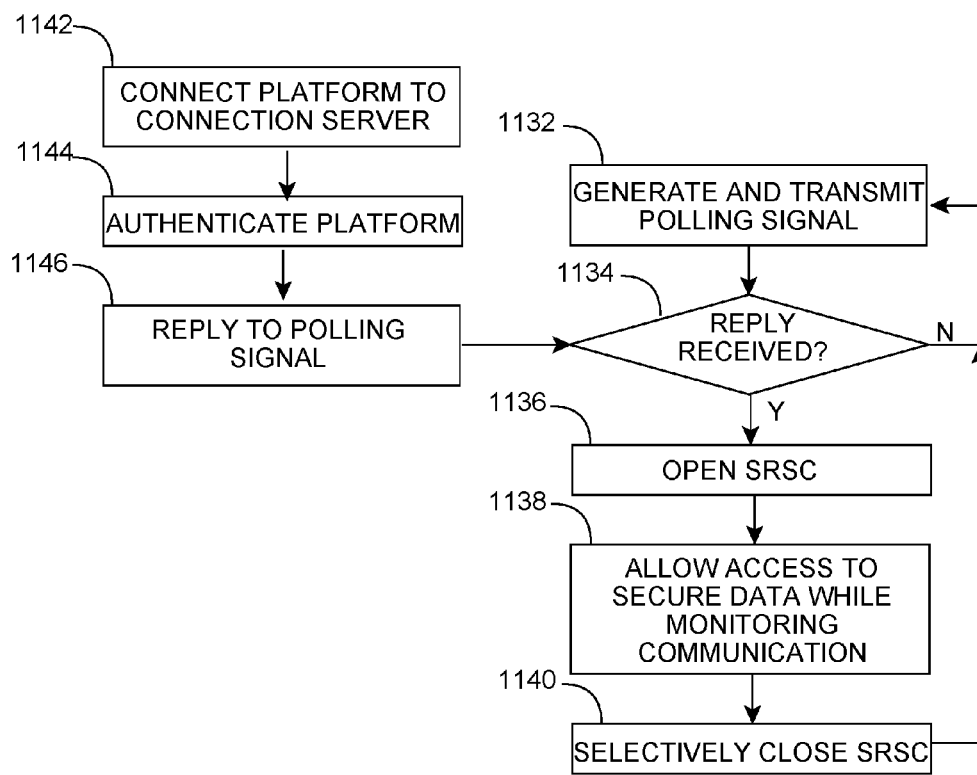 1142
CONNECT PLATFORM TO
CONNECTION SERVER
1144
AUTHENTICATE PLATFORM
1146
REPLY TO POLLING
SIGNAL
1132
GENERATE AND TRANSMIT
POLLING SIGNAL
1134
REPLY
RECEIVED?
N
Y
1136
OPEN SRSC
1138
ALLOW ACCESS TO
SECURE DATA WHILE
MONITORING
COMMUNICATION
1140
SELECTIVELY CLOSE SRSC